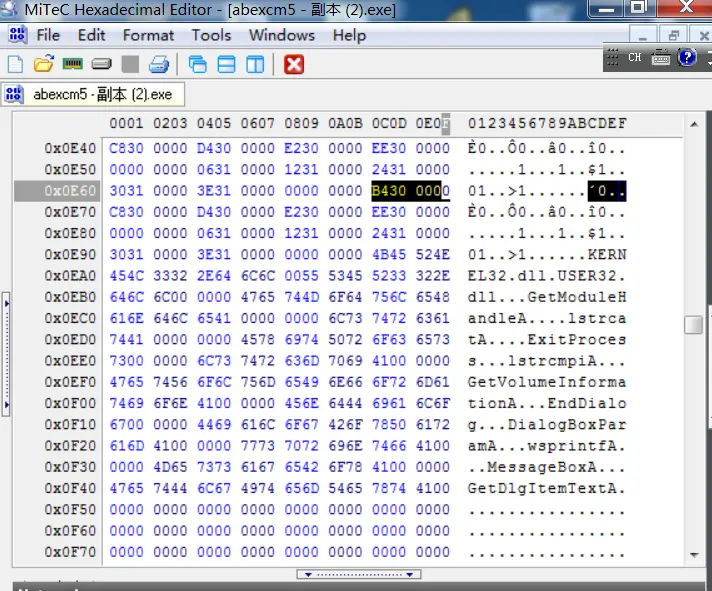 MiTeC Hexadecimal Editor - [abexcm5 - 副本 (2).exe]
File Edit Format Tools Windows Help
CH
abexcm5 - 副本 (2).exe
0001 0203 0405 0607 0809 0A0B 0C0D 0E0F 0123456789ABCDEF
0x0E40 C830 0000 D430 0000 E230 0000 EE30 0000 È0..Ô0..â0..î0..
0x0E50 0000 0000 0631 0000 1231 0000 2431 0000 .....1...1..$1..
0x0E60 3031 0000 3E31 0000 0000 0000 B430 0000 01..>1......´0..
0x0E70 C830 0000 D430 0000 E230 0000 EE30 0000 È0..Ô0..â0..î0..
0x0E80 0000 0000 0631 0000 1231 0000 2431 0000 .....1...1..$1..
0x0E90 3031 0000 3E31 0000 0000 0000 4B45 524E 01..>1......KERN
0x0EA0 454C 3332 2E64 6C6C 0055 5345 5233 322E EL32.dll.USER32.
0x0EB0 646C 6C00 0000 4765 744D 6F64 756C 6548 dll...GetModuleH
0x0EC0 616E 646C 6541 0000 0000 6C73 7472 6361 andleA....lstrca
0x0ED0 7441 0000 0000 4578 6974 5072 6F63 6573 tA....ExitProces
0x0EE0 7300 0000 6C73 7472 636D 7069 4100 0000 s...lstrcmpiA...
0x0EF0 4765 7456 6F6C 756D 6549 6E66 6F72 6D61 GetVolumeInforma
0x0F00 7469 6F6E 4100 0000 456E 6444 6961 6C6F tionA...EndDialo
0x0F10 6700 0000 4469 616C 6F67 426F 7850 6172 g...DialogBoxPar
0x0F20 616D 4100 0000 7773 7072 696E 7466 4100 amA...wsprintfA.
0x0F30 0000 4D65 7373 6167 6542 6F78 4100 0000 ..MessageBoxA...
0x0F40 4765 7444 6C67 4974 656D 5465 7874 4100 GetDlgItemTextA.
0x0F50 0000 0000 0000 0000 0000 0000 0000 0000 ................
0x0F60 0000 0000 0000 0000 0000 0000 0000 0000 ................
0x0F70 0000 0000 0000 0000 0000 0000 0000 0000 ................